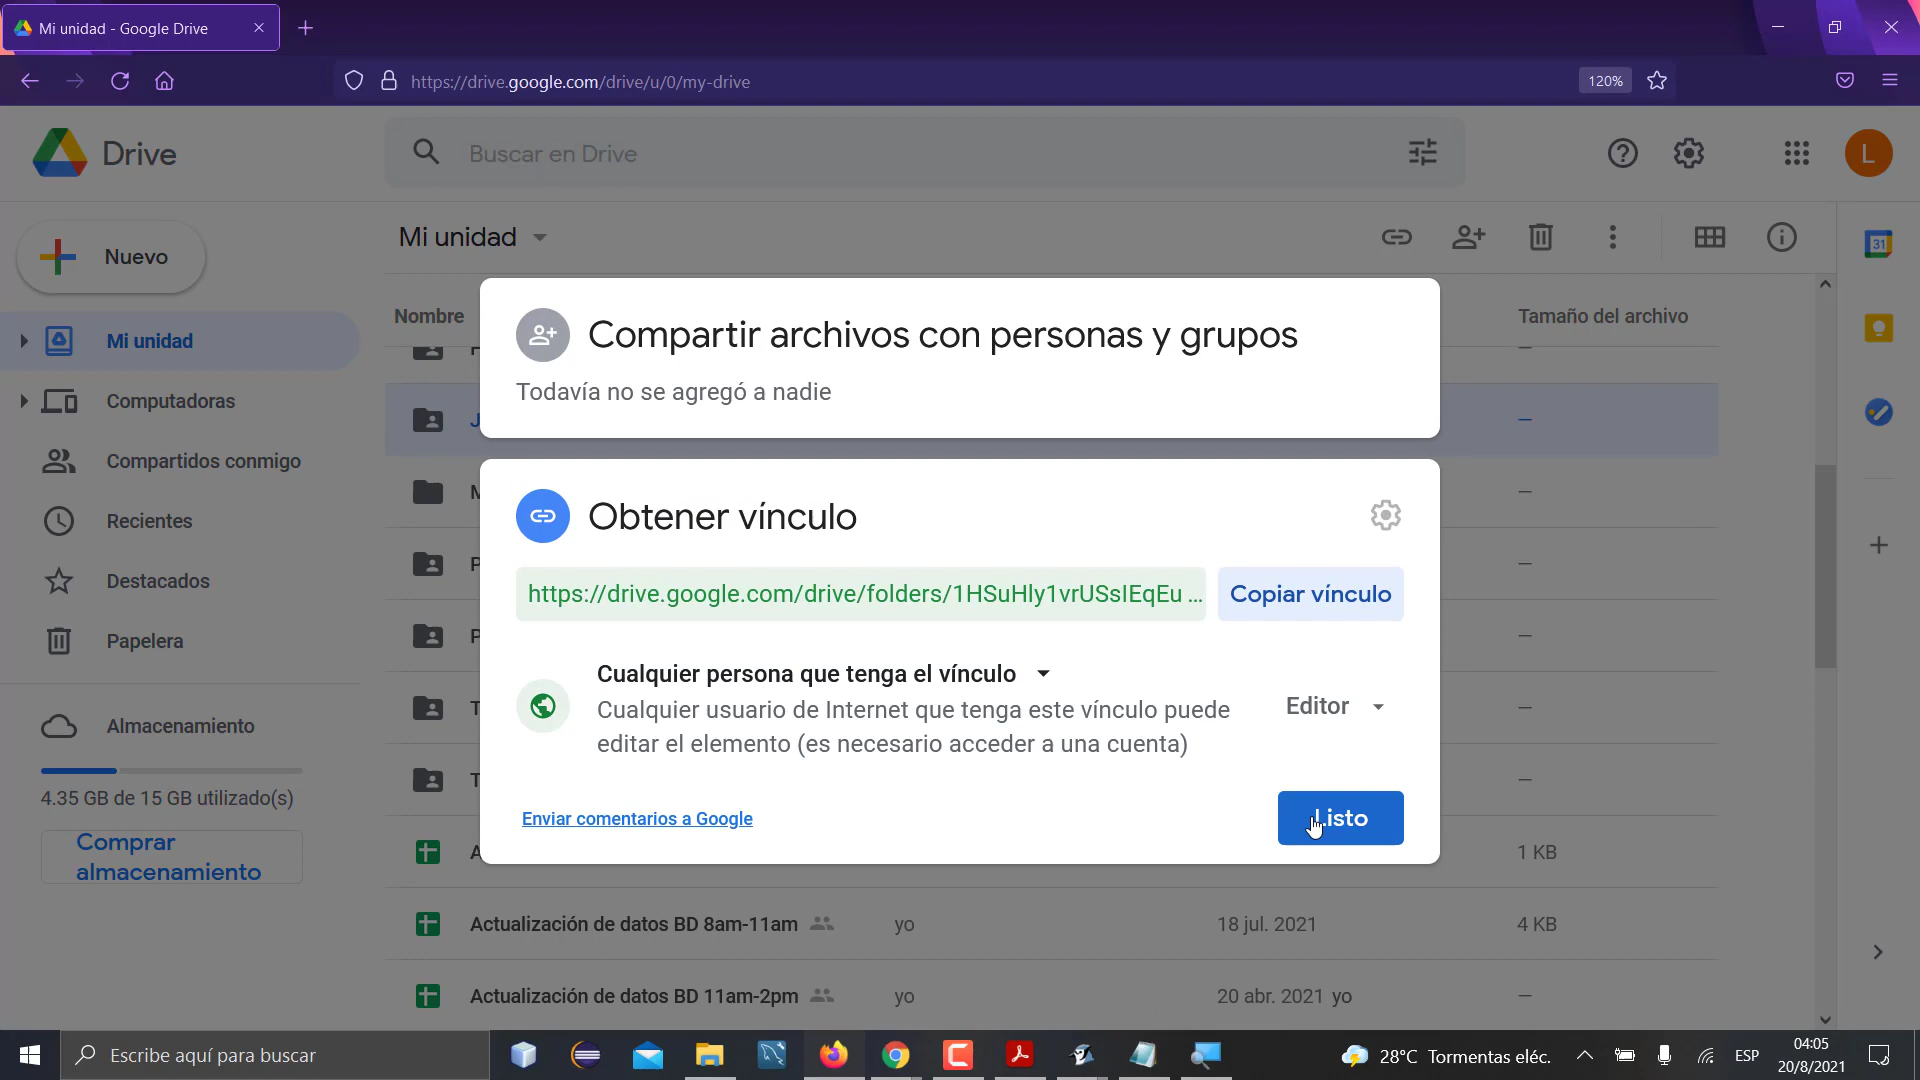 Mi unidad - Google Drive
https://drive.google.com/drive/u/0/my-drive
120%
Drive
Buscar en Drive
L
Nuevo
Mi unidad
Nombre
Tamaño del archivo
Mi unidad
Computadoras
Compartidos conmigo
Recientes
Destacados
Papelera
Almacenamiento
4.35 GB de 15 GB utilizado(s)
Comprar
almacenamiento
Compartir archivos con personas y grupos
Todavía no se agregó a nadie
Obtener vínculo
https://drive.google.com/drive/folders/1HSuHly1vrUSsIEqEu ...
Copiar vínculo
Cualquier persona que tenga el vínculo
Cualquier usuario de Internet que tenga este vínculo puede
editar el elemento (es necesario acceder a una cuenta)
Editor
Enviar comentarios a Google
Listo
1 KB
Actualización de datos BD 8am-11am yo 18 jul. 2021 4 KB
Actualización de datos BD 11am-2pm yo 20 abr. 2021 yo —
31
Escribe aquí para buscar
28°C Tormentas eléc.
ESP
04:05
20/8/2021